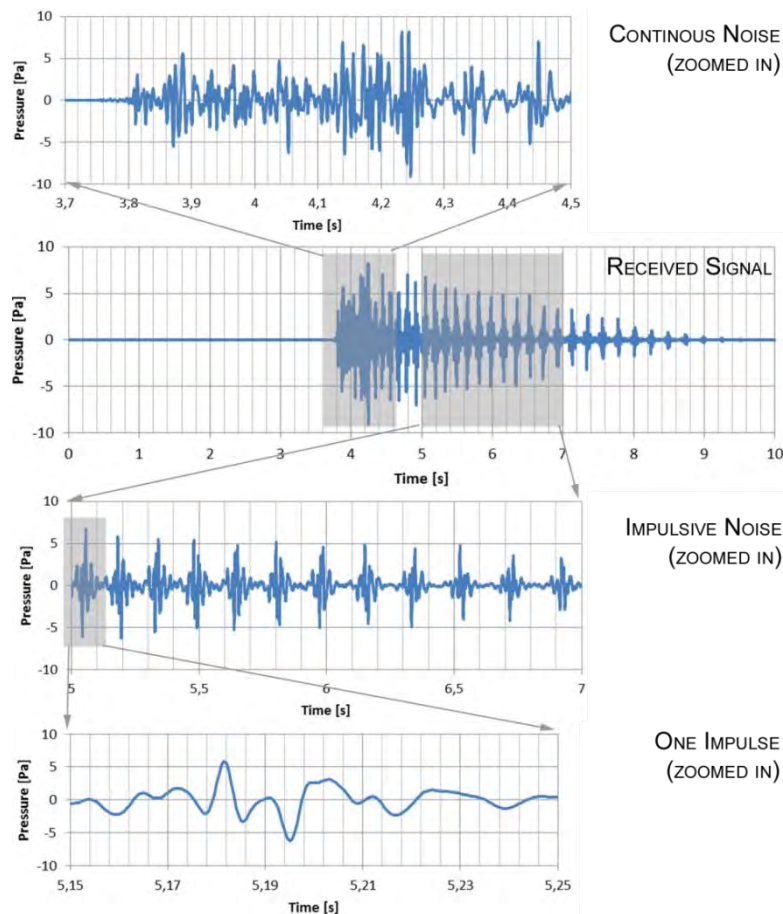 CONTINOUS NOISE
(ZOOMED IN)
Pressure [Pa]
10
5
0
-5
-10
3,7 3,8 3,9 4 4,1 4,2 4,3 4,4 4,5
Time [s]
RECEIVED SIGNAL
Pressure [Pa]
10
5
0
-5
-10
0 1 2 3 4 5 6 7 8 9 10
Time [s]
IMPULSIVE NOISE
(ZOOMED IN)
Pressure [Pa]
10
5
0
-5
-10
5 5,5 6 6,5 7
Time [s]
ONE IMPULSE
(ZOOMED IN)
Pressure [Pa]
10
5
0
-5
-10
5,15 5,17 5,19 5,21 5,23 5,25
Time [s]